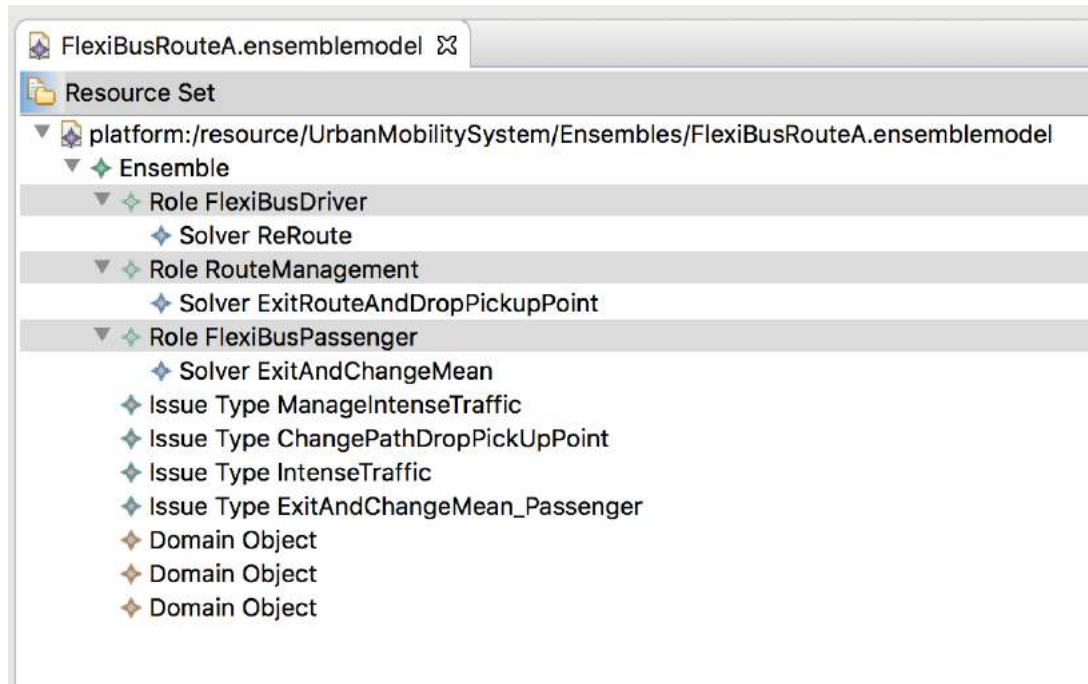 FlexiBusRouteA.ensemblemodel
Resource Set
platform:/resource/UrbanMobilitySystem/Ensembles/FlexiBusRouteA.ensemblemodel
Ensemble
Role FlexiBusDriver
Solver ReRoute
Role RouteManagement
Solver ExitRouteAndDropPickupPoint
Role FlexiBusPassenger
Solver ExitAndChangeMean
Issue Type ManageIntenseTraffic
Issue Type ChangePathDropPickUpPoint
Issue Type IntenseTraffic
Issue Type ExitAndChangeMean_Passenger
Domain Object
Domain Object
Domain Object